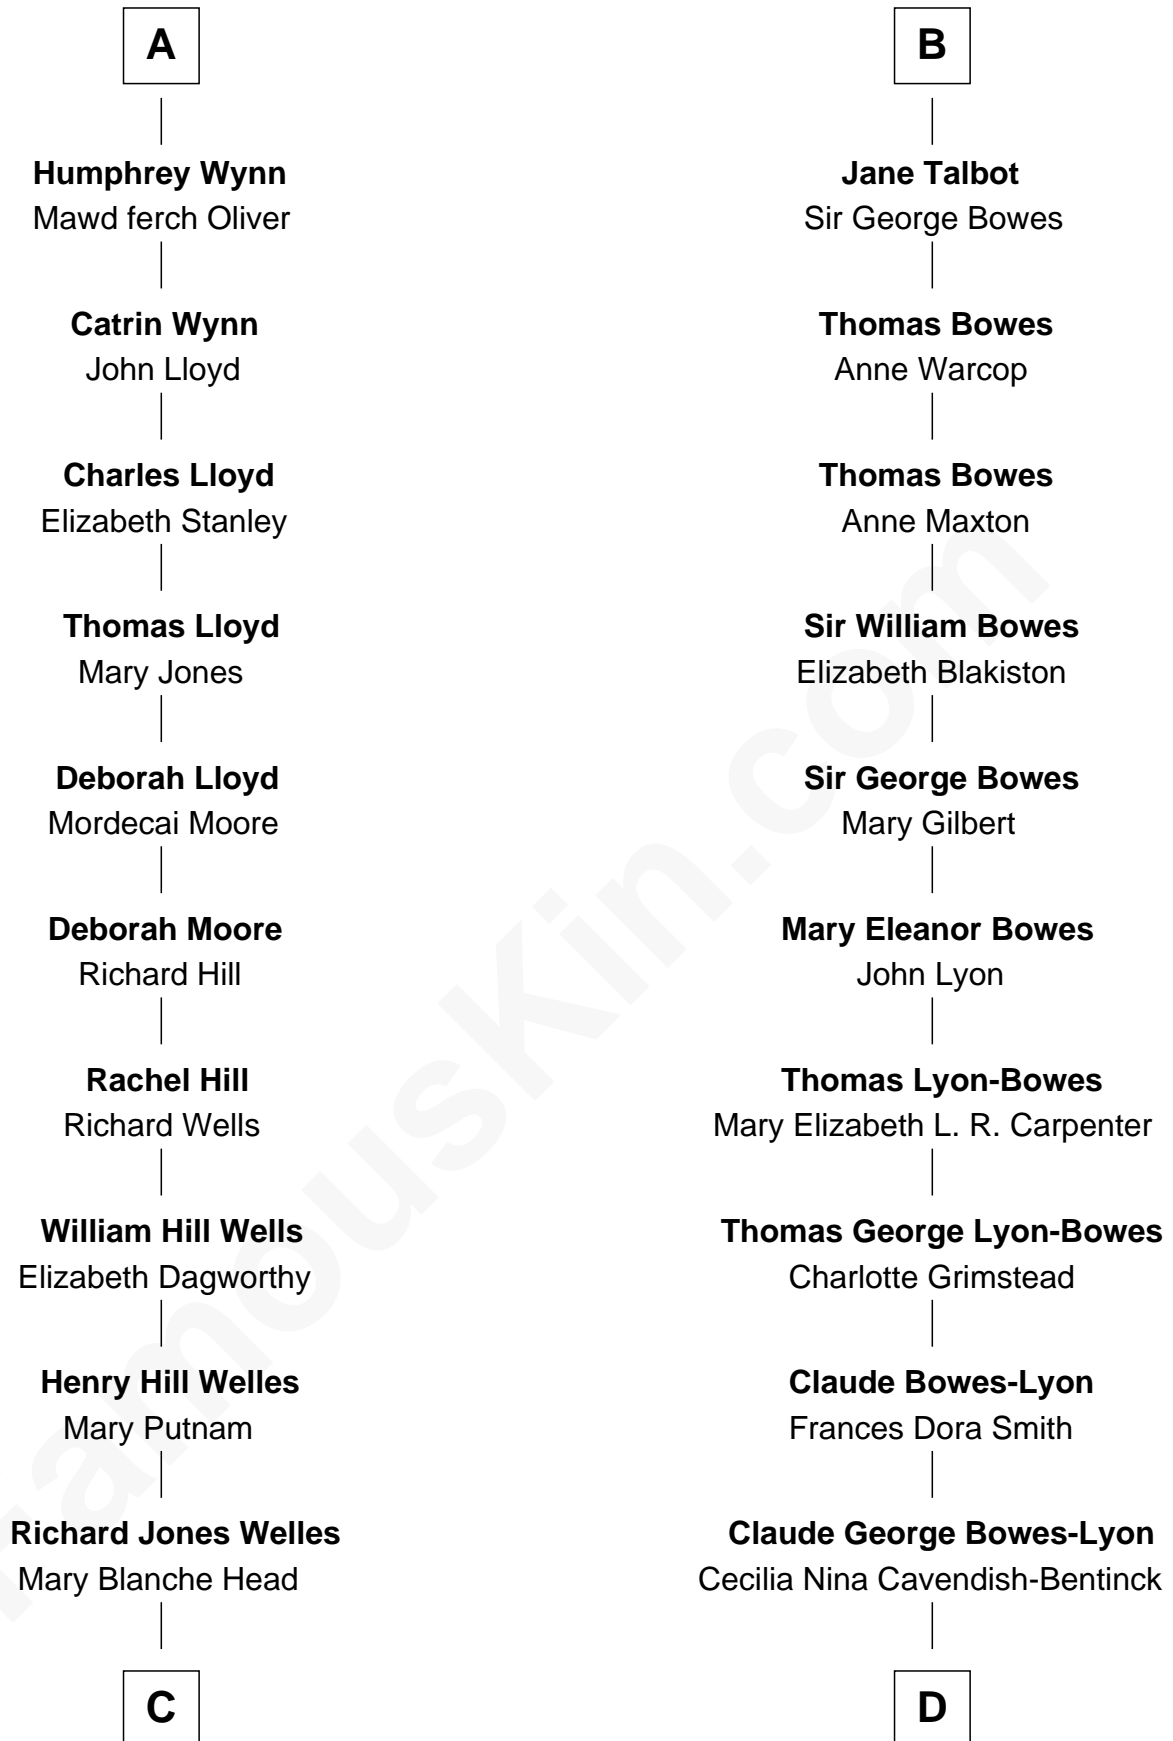 A
Humphrey Wynn
Mawd ferch Oliver
Catrin Wynn
John Lloyd
Charles Lloyd
Elizabeth Stanley
Thomas Lloyd
Mary Jones
Deborah Lloyd
Mordecai Moore
Deborah Moore
Richard Hill
Rachel Hill
Richard Wells
William Hill Wells
Elizabeth Dagworthy
Henry Hill Welles
Mary Putnam
Richard Jones Welles
Mary Blanche Head
C
B
Jane Talbot
Sir George Bowes
Thomas Bowes
Anne Warcop
Thomas Bowes
Anne Maxton
Sir William Bowes
Elizabeth Blakiston
Sir George Bowes
Mary Gilbert
Mary Eleanor Bowes
John Lyon
Thomas Lyon-Bowes
Mary Elizabeth L. R. Carpenter
Thomas George Lyon-Bowes
Charlotte Grimstead
Claude Bowes-Lyon
Frances Dora Smith
Claude George Bowes-Lyon
Cecilia Nina Cavendish-Bentinck
D
FamousKin.com